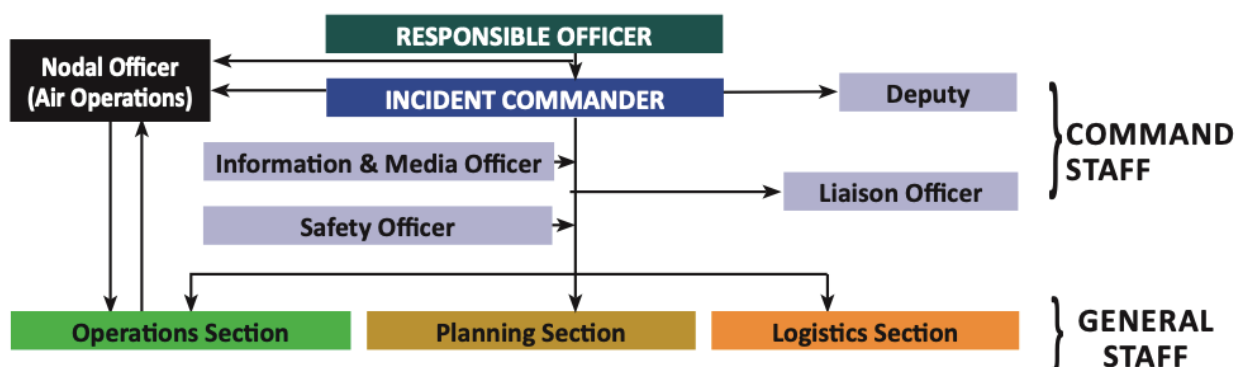 RESPONSIBLE OFFICER
Nodal Officer
(Air Operations)
INCIDENT COMMANDER
Deputy
COMMAND
STAFF
Information & Media Officer
Liaison Officer
Safety Officer
Operations Section
Planning Section
Logistics Section
GENERAL
STAFF